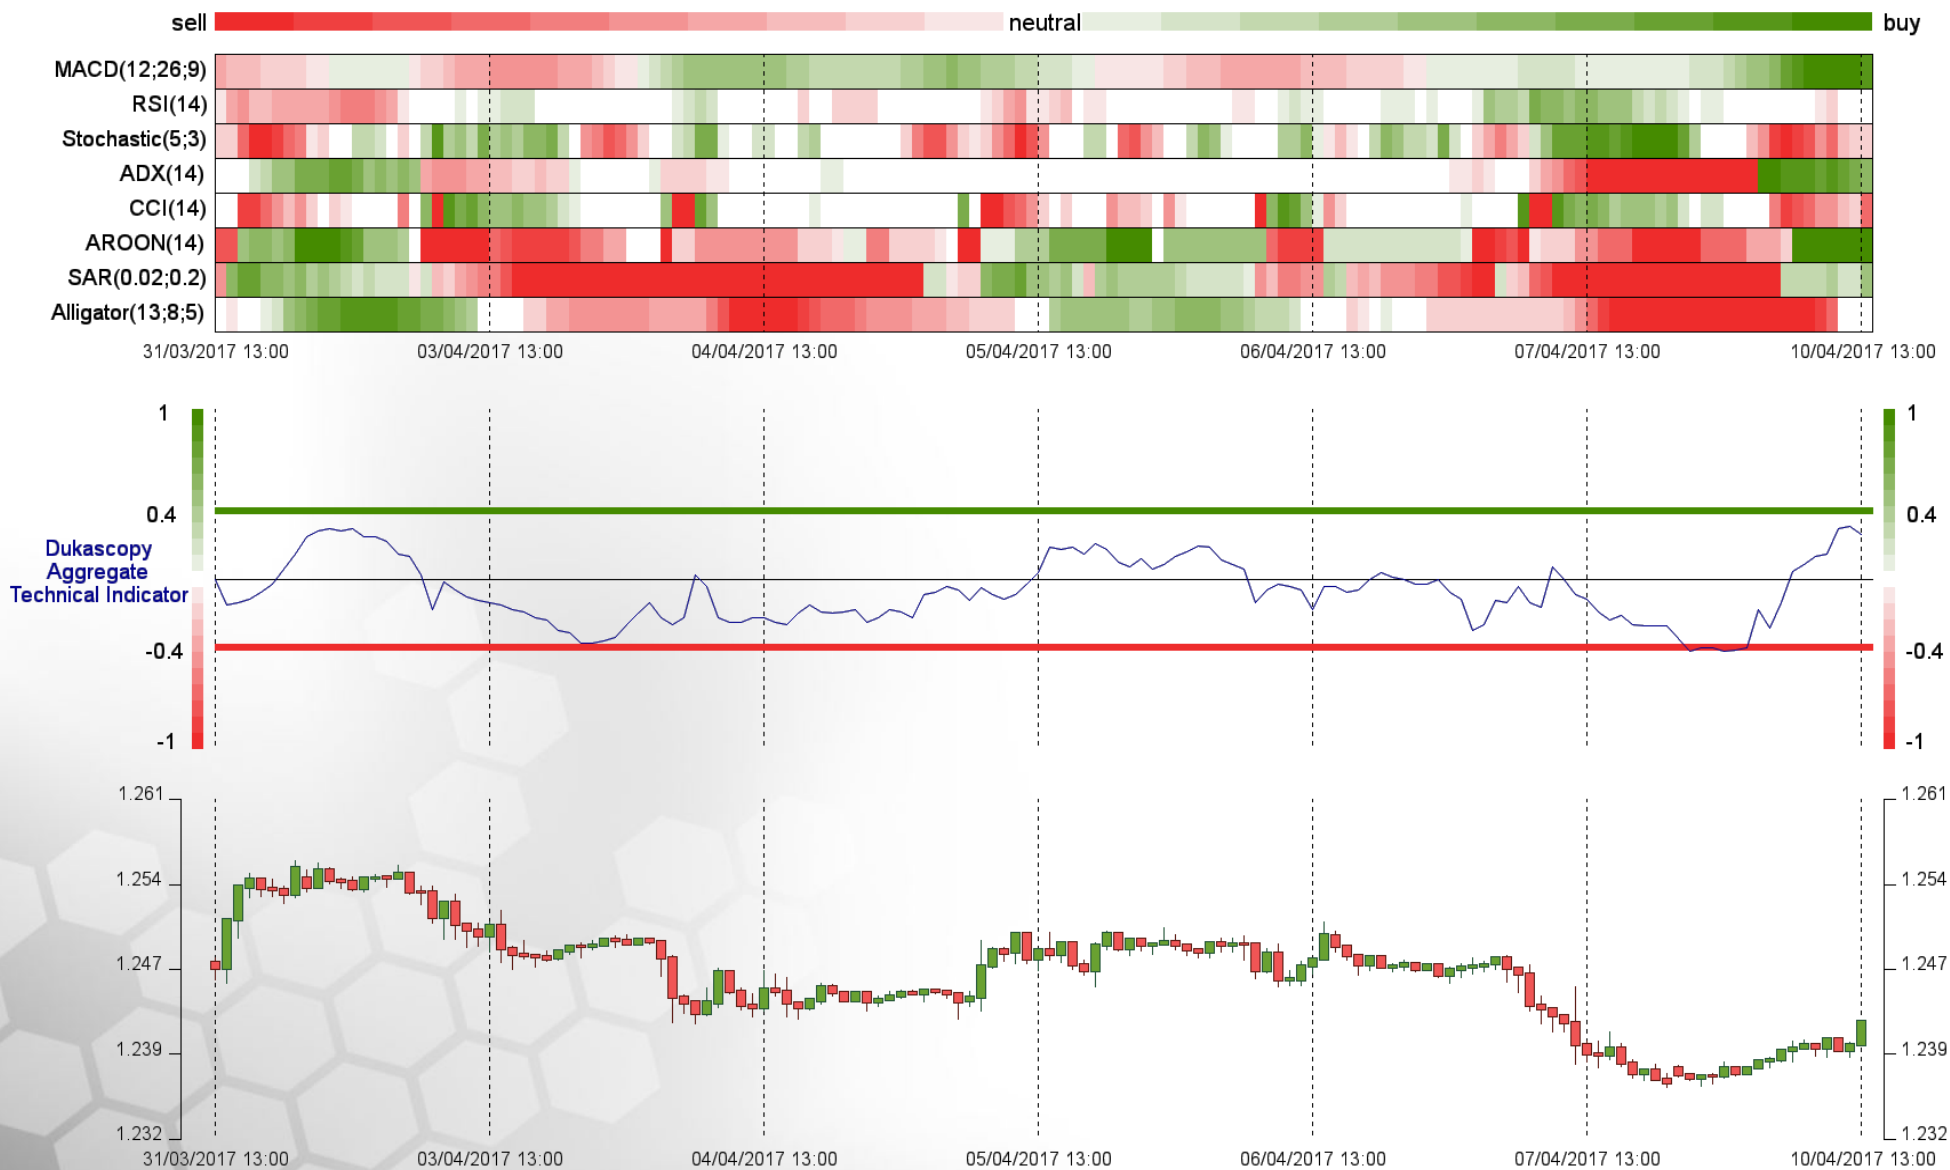 sell neutral buy
MACD(12;26;9)
RSI(14)
Stochastic(5;3)
ADX(14)
CCI(14)
AROON(14)
SAR(0.02;0.2)
Alligator(13;8;5)
31/03/2017 13:00 03/04/2017 13:00 04/04/2017 13:00 05/04/2017 13:00 06/04/2017 13:00 07/04/2017 13:00 10/04/2017 13:00
1 1
0.4 0.4
Dukascopy
Aggregate
Technical Indicator
-0.4 -0.4
-1 -1
1.261 1.261
1.254 1.254
1.247 1.247
1.239 1.239
1.232 1.232
31/03/2017 13:00 03/04/2017 13:00 04/04/2017 13:00 05/04/2017 13:00 06/04/2017 13:00 07/04/2017 13:00 10/04/2017 13:00